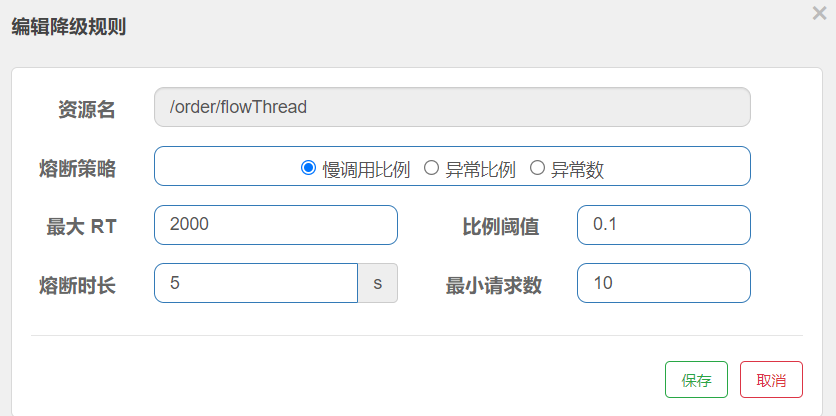 编辑降级规则 ×
资源名 /order/flowThread
熔断策略 慢调用比例 异常比例 异常数
最大 RT 2000 比例阈值 0.1
熔断时长 5 s 最小请求数 10
保存 取消